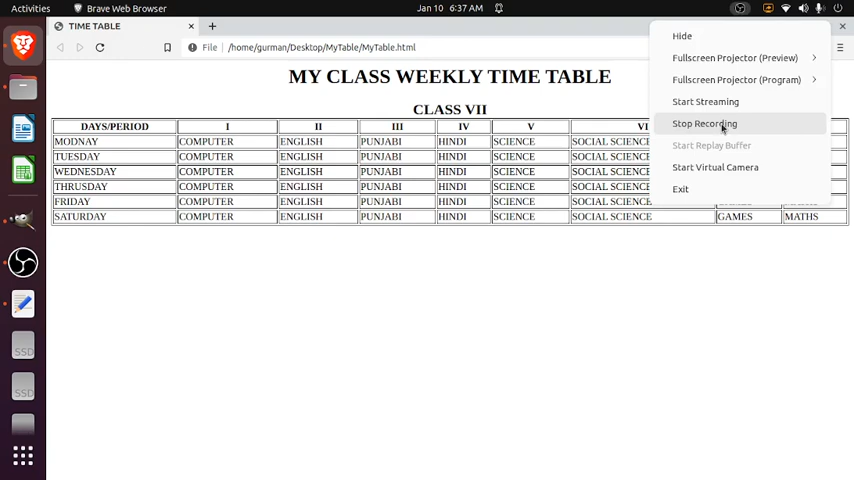 Activities Brave Web Browser Jan 10 6:37 AM
TIME TABLE
File /home/gurman/Desktop/MyTable/MyTable.html
Hide
Fullscreen Projector (Preview)
Fullscreen Projector (Program)
Start Streaming
Stop Recording
Start Replay Buffer
Start Virtual Camera
Exit
MY CLASS WEEKLY TIME TABLE
CLASS VII
DAYS/PERIOD I II III IV V VI
MODNAY COMPUTER ENGLISH PUNJABI HINDI SCIENCE SOCIAL SCIENCE
TUESDAY COMPUTER ENGLISH PUNJABI HINDI SCIENCE SOCIAL SCIENCE
WEDNESDAY COMPUTER ENGLISH PUNJABI HINDI SCIENCE SOCIAL SCIENCE
THRUSDAY COMPUTER ENGLISH PUNJABI HINDI SCIENCE SOCIAL SCIENCE
FRIDAY COMPUTER ENGLISH PUNJABI HINDI SCIENCE SOCIAL SCIENCE
SATURDAY COMPUTER ENGLISH PUNJABI HINDI SCIENCE SOCIAL SCIENCE GAMES MATHS
SSD
SSD